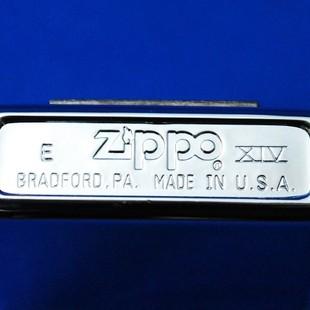 E Zippo ® XIV
BRADFORD, PA. MADE IN U.S.A.